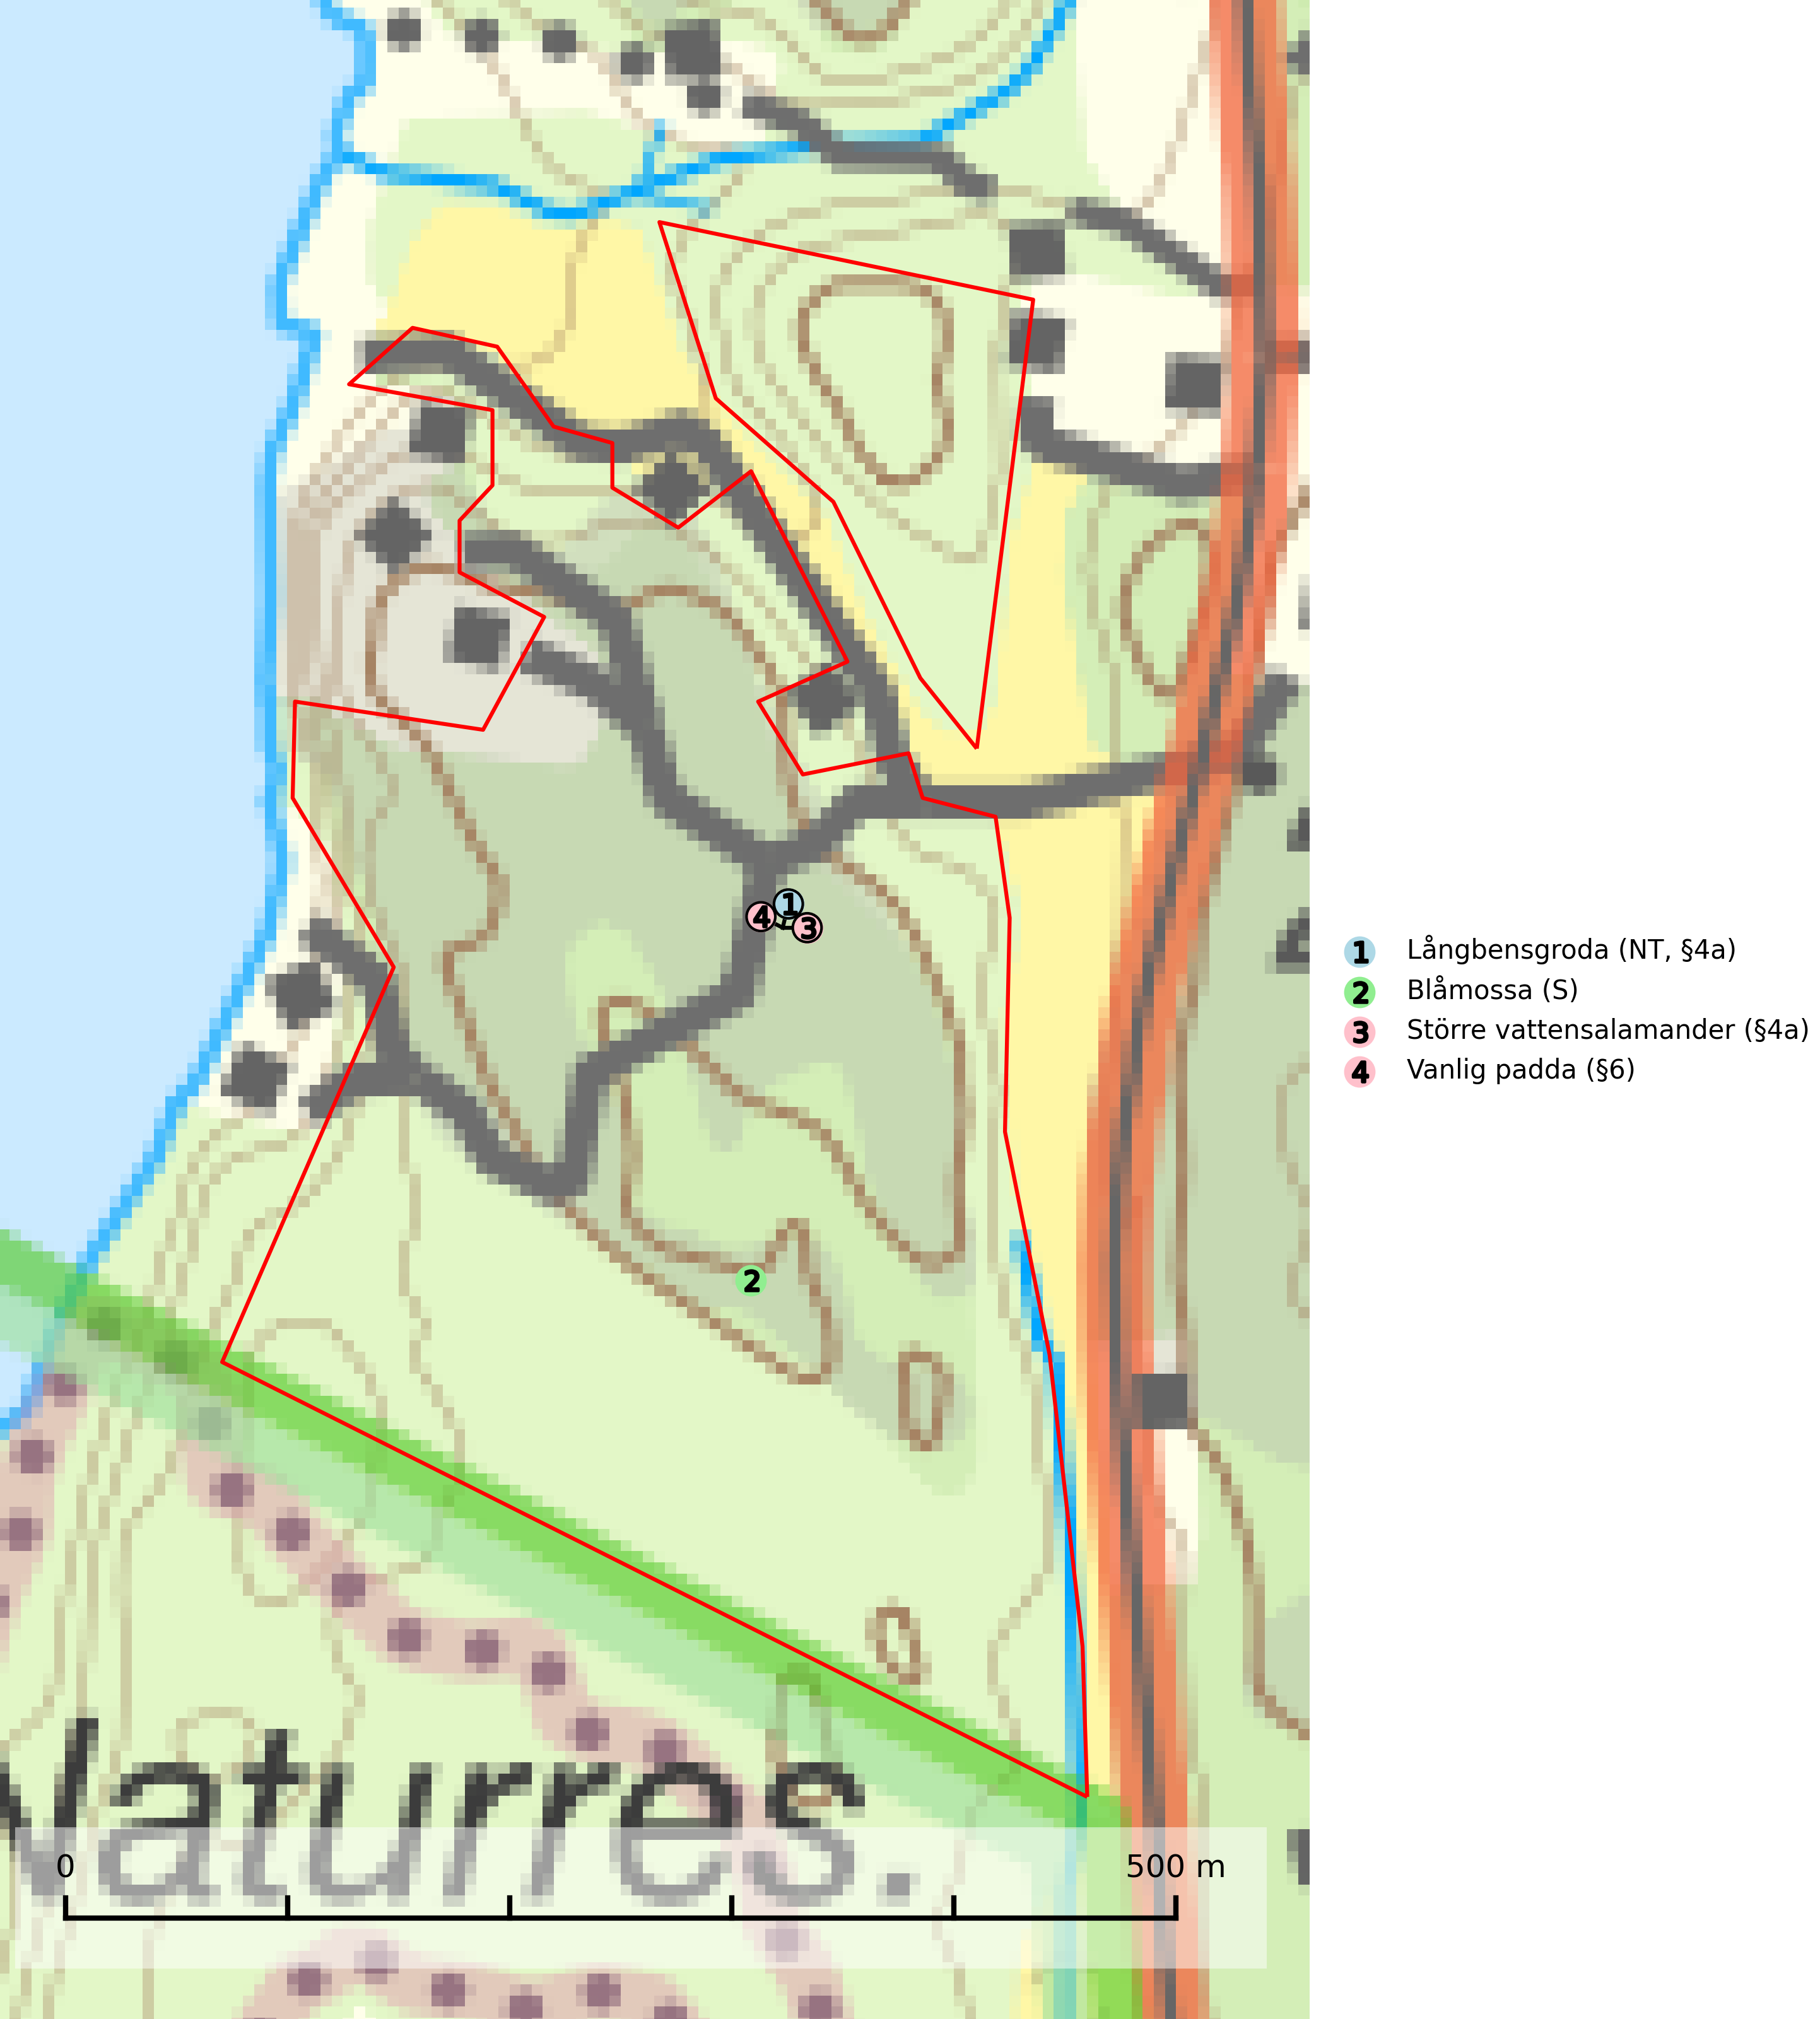 1
4
3
2
1 Långbensgroda (NT, §4a)
2 Blåmossa (S)
3 Större vattensalamander (§4a)
4 Vanlig padda (§6)
Naturres.
0 500 m